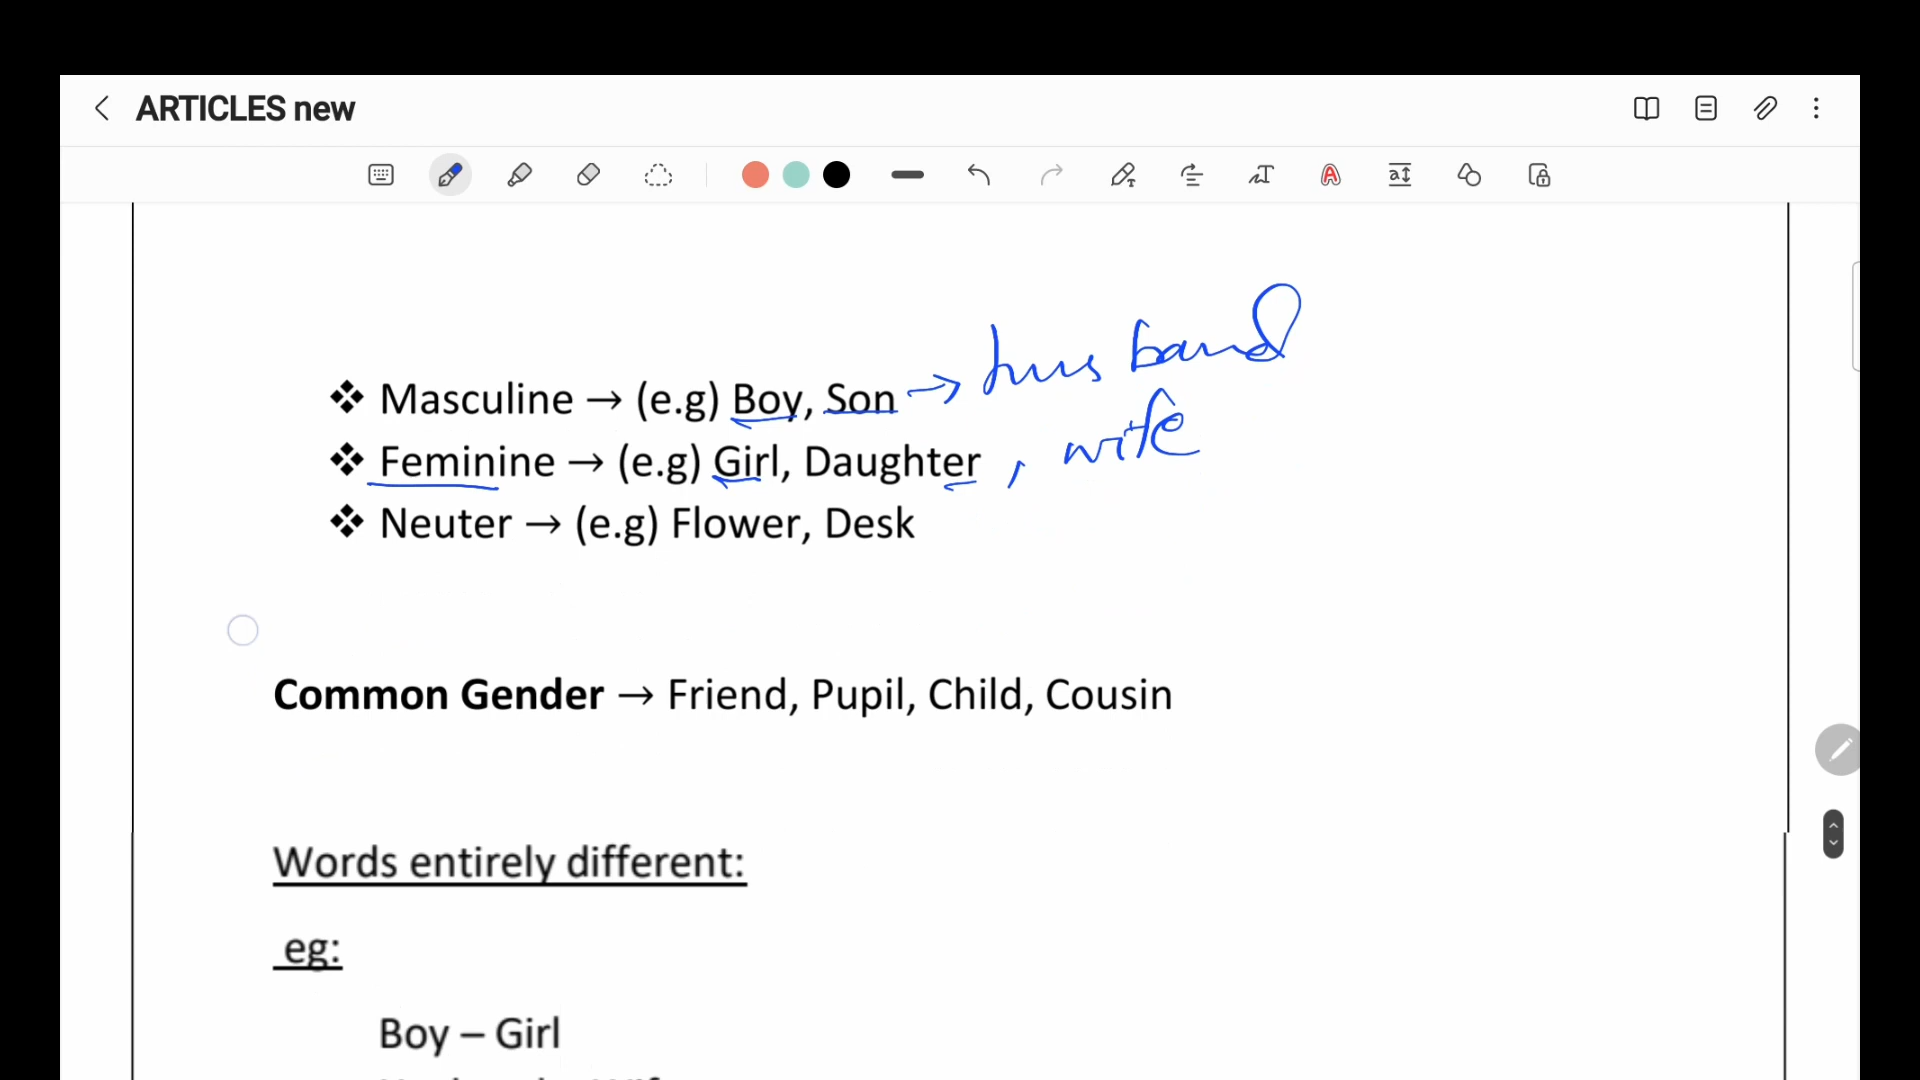 ARTICLES new
husband
❖ Masculine → (e.g) Boy, Son →
❖ Feminine → (e.g) Girl, Daughter , wife
❖ Neuter → (e.g) Flower, Desk
Common Gender → Friend, Pupil, Child, Cousin
Words entirely different:
eg:
Boy – Girl